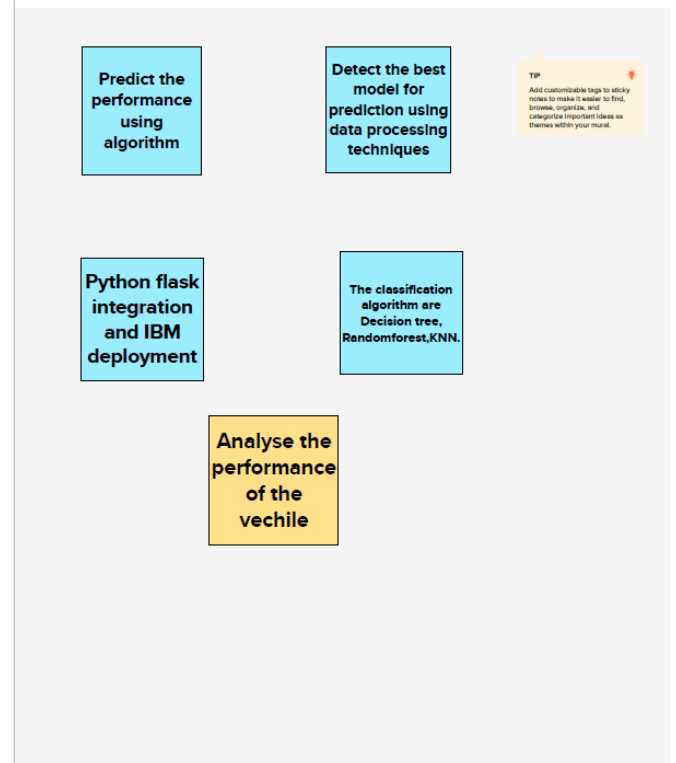 Predict the
performance
using
algorithm
Detect the best
model for
prediction using
data processing
techniques
TIP
Add customizable tags to sticky
notes to make it easier to find,
browse, organize, and
categorize important ideas as
themes within your mural.
Python flask
integration
and IBM
deployment
The classification
algorithm are
Decision tree,
Randomforest,KNN.
Analyse the
performance
of the
vechile